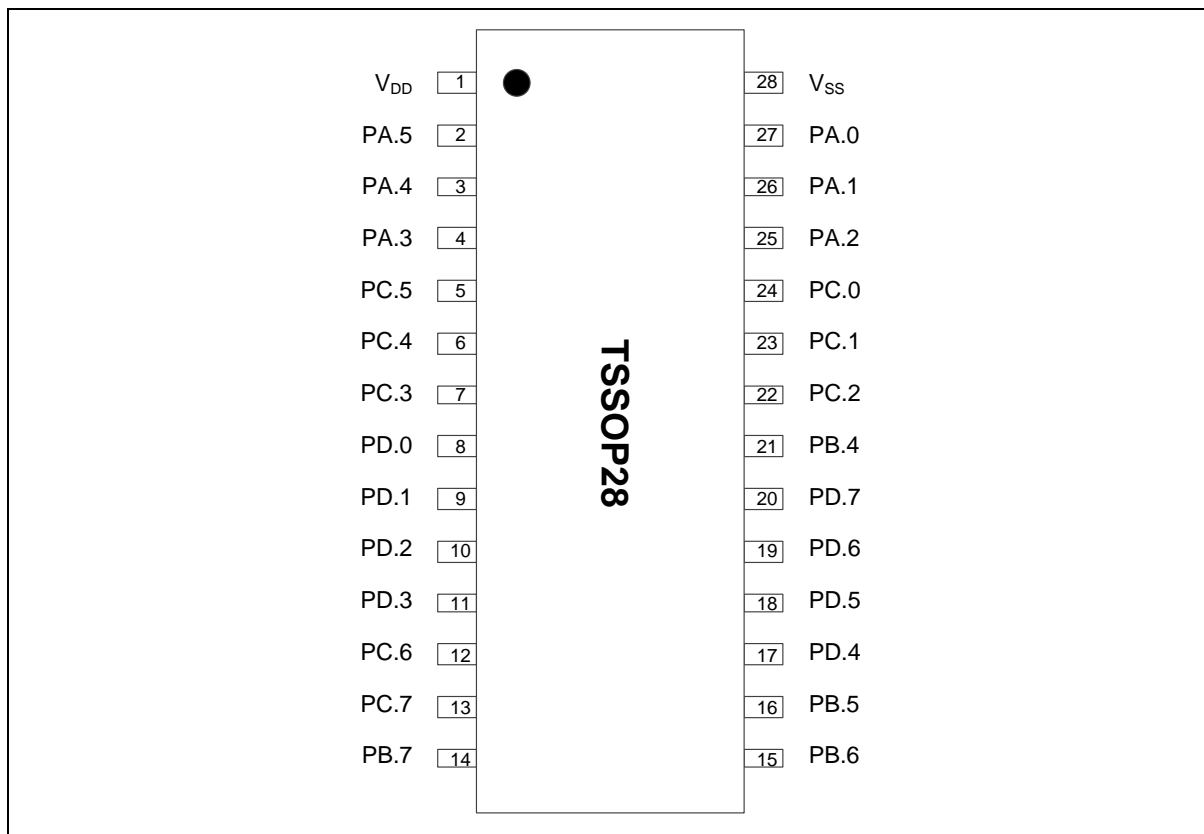 V_DD 1 28 V_SS
PA.5 2 27 PA.0
PA.4 3 26 PA.1
PA.3 4 25 PA.2
PC.5 5 24 PC.0
PC.4 6 23 PC.1
PC.3 7 22 PC.2
PD.0 8 21 PB.4
PD.1 9 20 PD.7
PD.2 10 19 PD.6
PD.3 11 18 PD.5
PC.6 12 17 PD.4
PC.7 13 16 PB.5
PB.7 14 15 PB.6
TSSOP28